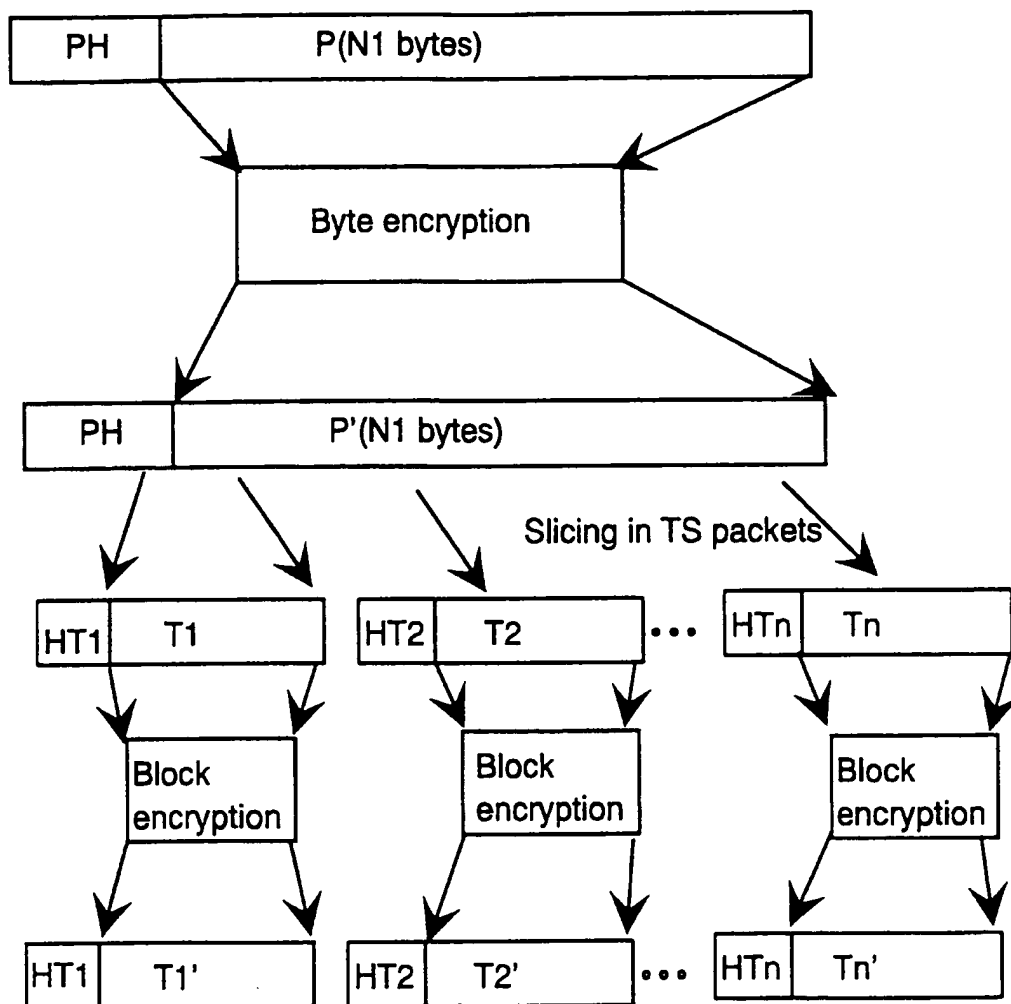 PH P(N1 bytes)
Byte encryption
PH P'(N1 bytes)
Slicing in TS packets
HT1 T1 HT2 T2 ••• HTn Tn
Block Block Block
encryption encryption encryption
HT1 T1' HT2 T2' ••• HTn Tn'